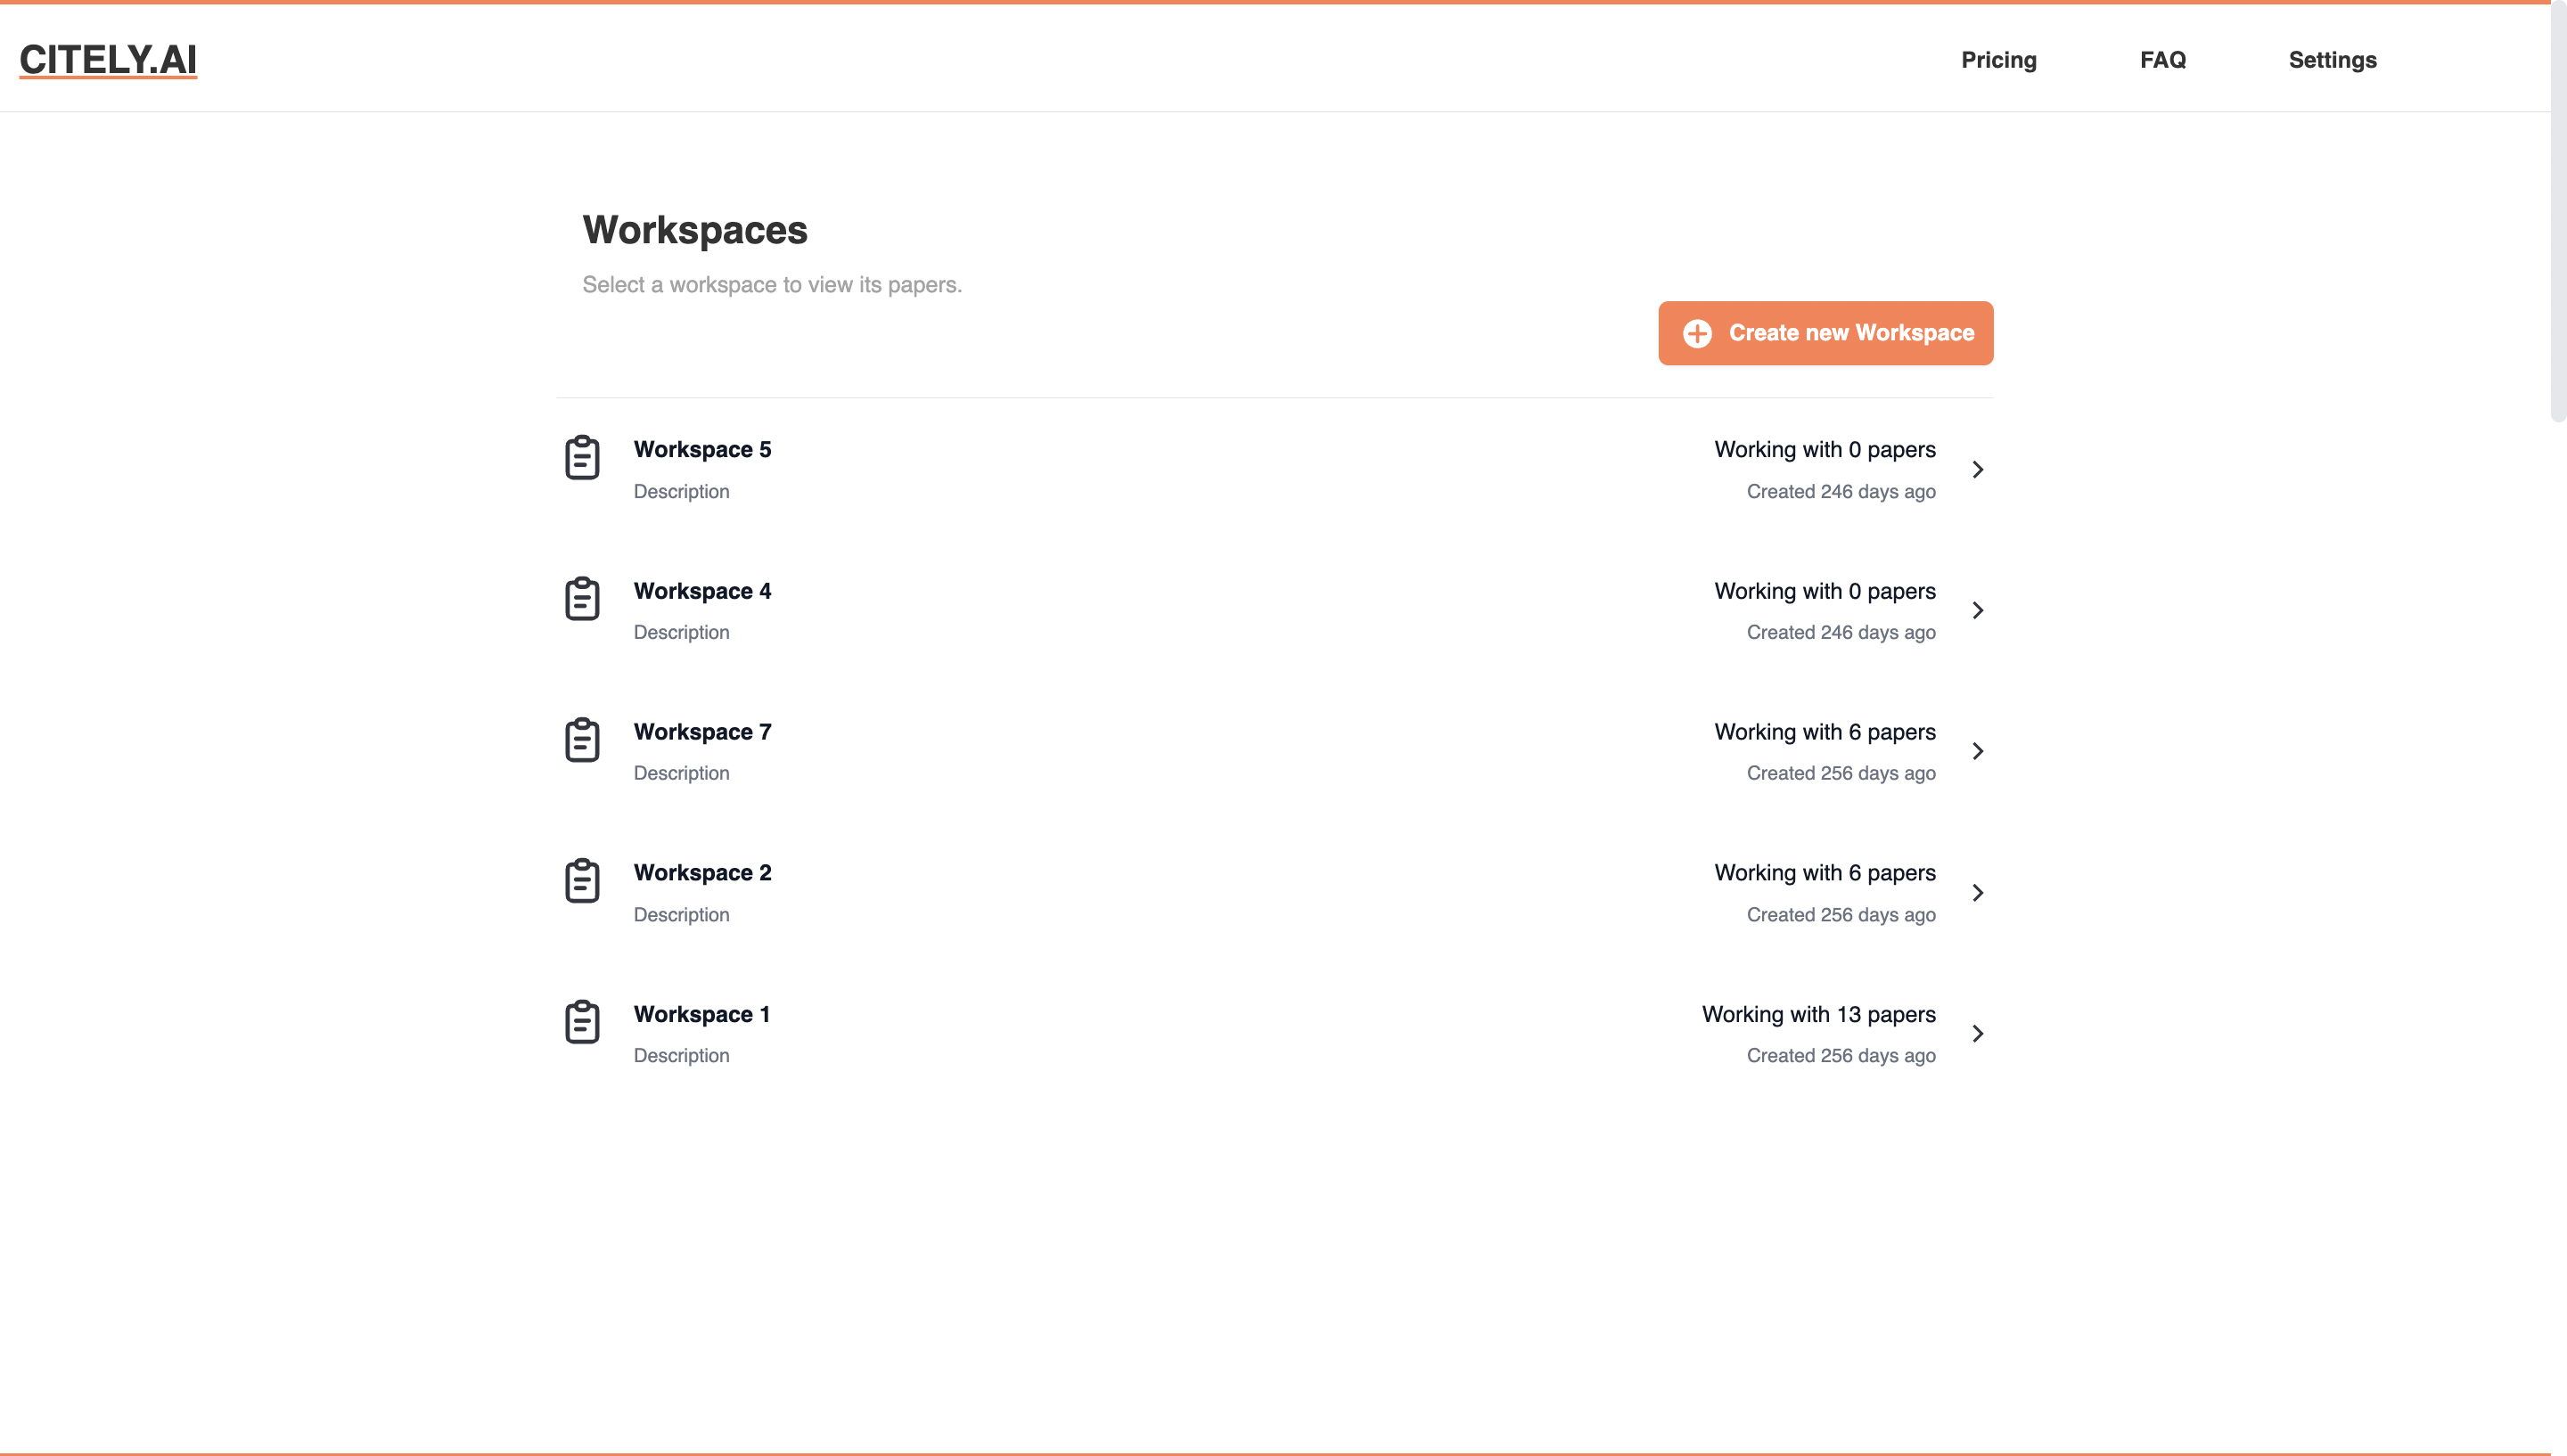 CITELY.AI
Pricing
FAQ
Settings
Workspaces
Select a workspace to view its papers.
Create new Workspace
Workspace 5
Working with 0 papers
Description
Created 246 days ago
Workspace 4
Working with 0 papers
Description
Created 246 days ago
Workspace 7
Working with 6 papers
Description
Created 256 days ago
Workspace 2
Working with 6 papers
Description
Created 256 days ago
Workspace 1
Working with 13 papers
Description
Created 256 days ago